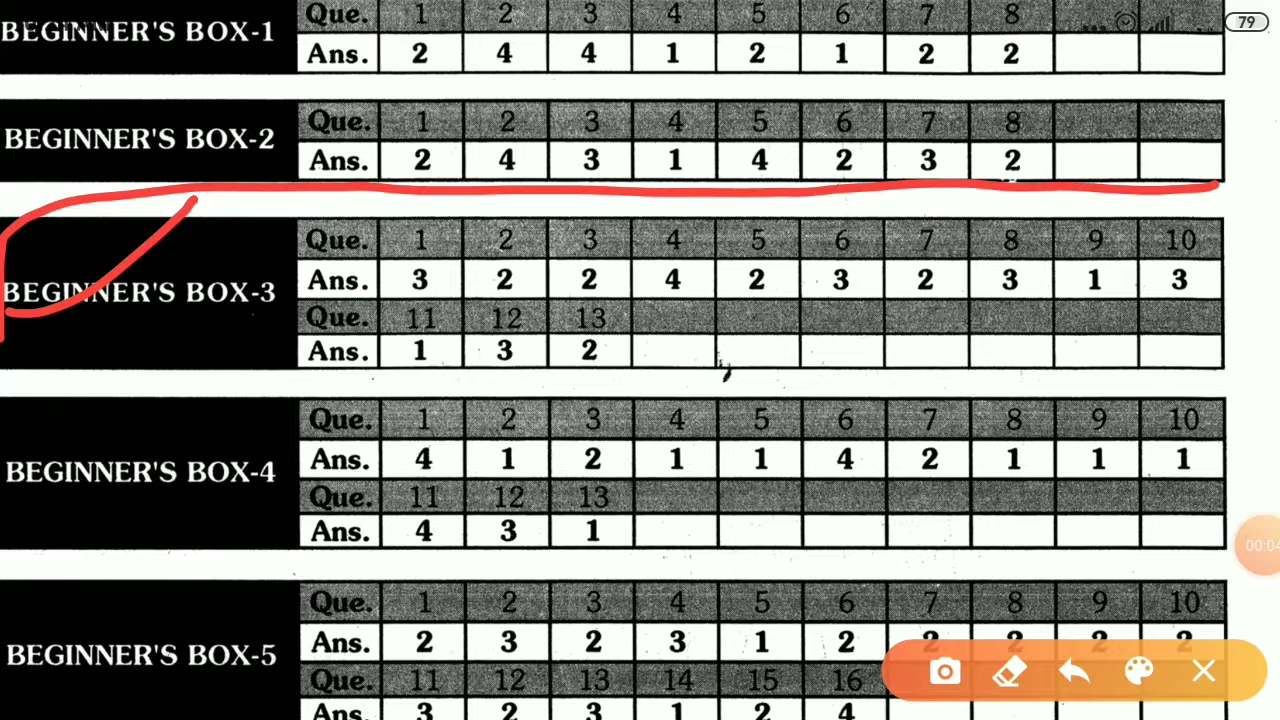 BEGINNER'S BOX-1
Que. 1 2 3 4 5 6 7 8
Ans. 2 4 4 1 2 1 2 2
79
BEGINNER'S BOX-2
Que. 1 2 3 4 5 6 7 8
Ans. 2 4 3 1 4 2 3 2
BEGINNER'S BOX-3
Que. 1 2 3 4 5 6 7 8 9 10
Ans. 3 2 2 4 2 3 2 3 1 3
Que. 11 12 13
Ans. 1 3 2
BEGINNER'S BOX-4
Que. 1 2 3 4 5 6 7 8 9 10
Ans. 4 1 2 1 1 4 2 1 1 1
Que. 11 12 13
Ans. 4 3 1
00:04
BEGINNER'S BOX-5
Que. 1 2 3 4 5 6 7 8 9 10
Ans. 2 3 2 3 1 2 2 2 2 2
Que. 11 12 13 14 15 16
Ans. 3 2 3 1 2 4